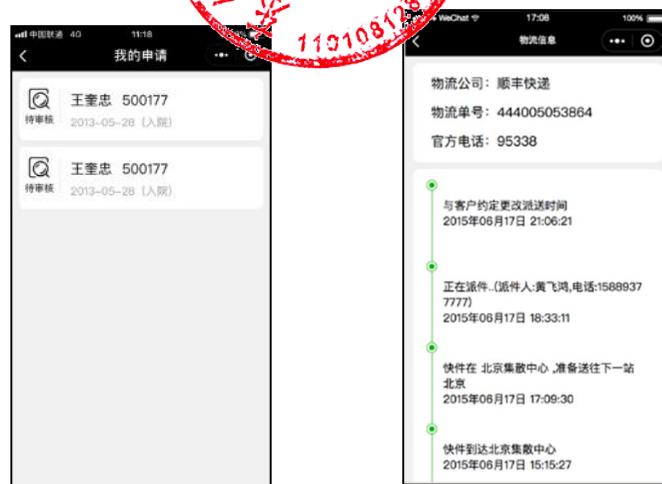 中国联通 4G 11:18
我的申请
王奎忠 500177
待审核 2013-05-28（入院）
王奎忠 500177
待审核 2013-05-28（入院）
110108128
WeChat 17:08 100%
物流信息
物流公司：顺丰快递
物流单号：444005053864
官方电话：95338
与客户约定更改派送时间
2015年06月17日 21:06:21
正在派件..(派件人:黄飞鸿,电话:1588937
7777)
2015年06月17日 18:33:11
快件在 北京集散中心 ,准备送往下一站
北京
2015年06月17日 17:09:30
快件到达北京集散中心
2015年06月17日 15:15:27